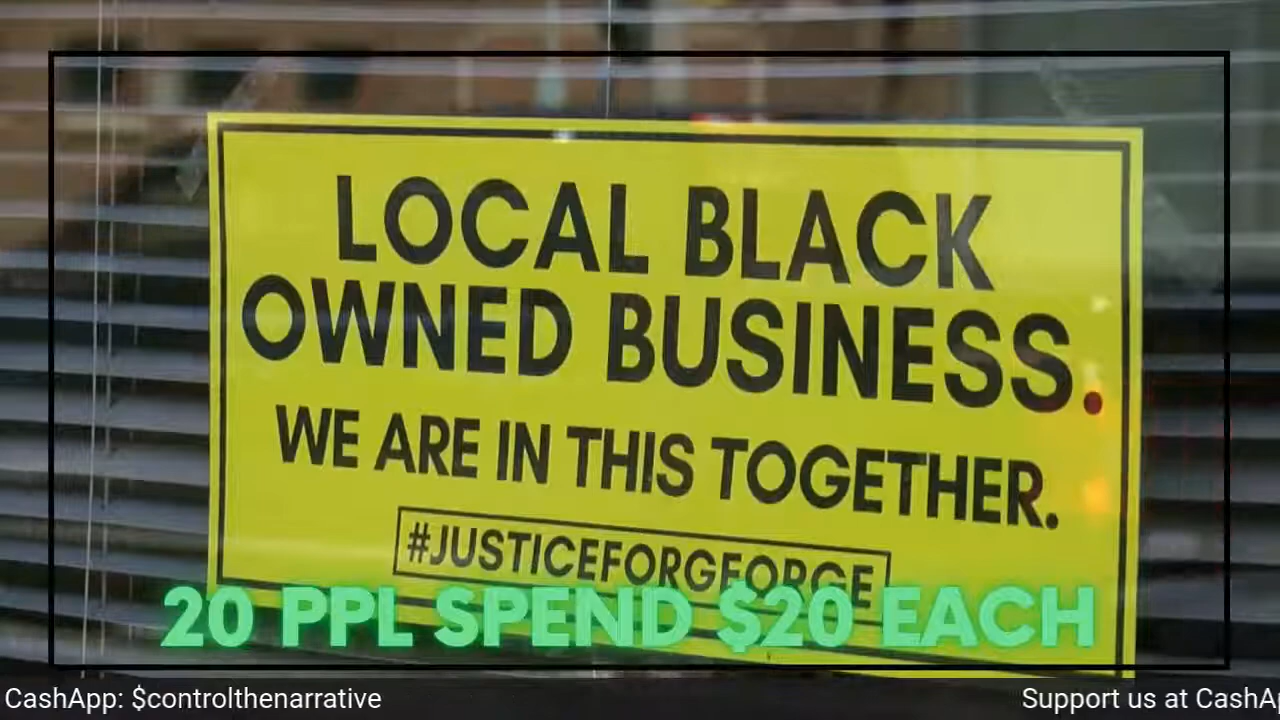 LOCAL BLACK
OWNED BUSINESS.
WE ARE IN THIS TOGETHER.
#JUSTICEFORGEORGE
20 PPL SPEND $20 EACH
CashApp: $controlthenarrative
Support us at CashAp